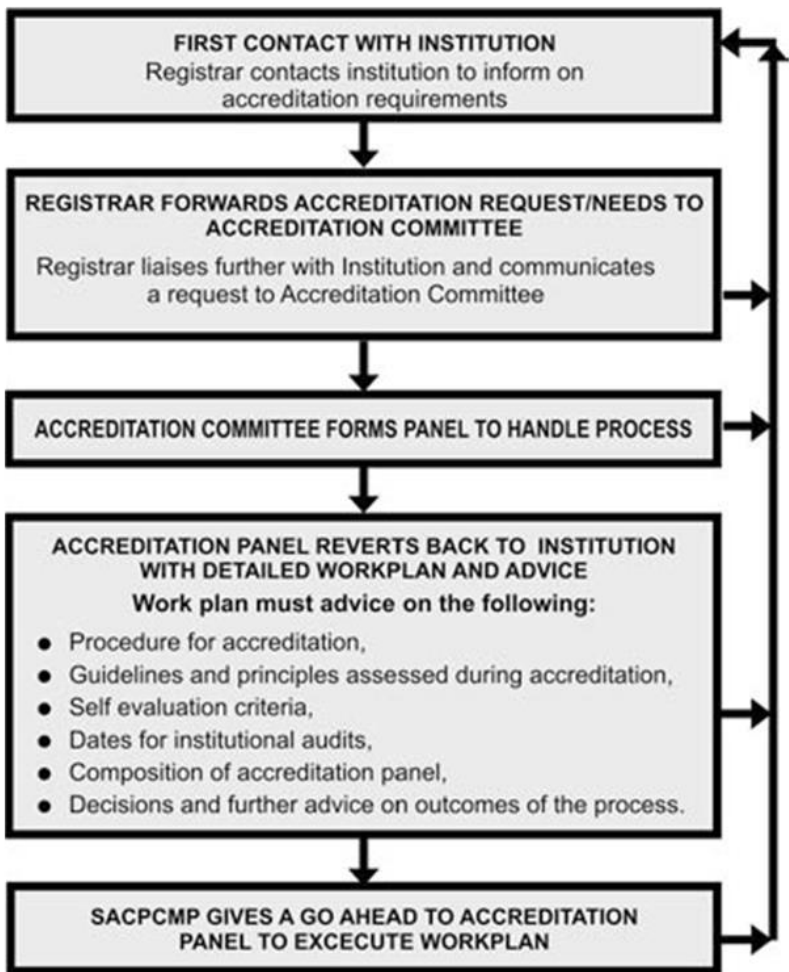 FIRST CONTACT WITH INSTITUTION
Registrar contacts institution to inform on
accreditation requirements
REGISTRAR FORWARDS ACCREDITATION REQUEST/NEEDS TO
ACCREDITATION COMMITTEE
Registrar liaises further with Institution and communicates
a request to Accreditation Committee
ACCREDITATION COMMITTEE FORMS PANEL TO HANDLE PROCESS
ACCREDITATION PANEL REVERTS BACK TO INSTITUTION
WITH DETAILED WORKPLAN AND ADVICE
Work plan must advice on the following:
● Procedure for accreditation,
● Guidelines and principles assessed during accreditation,
● Self evaluation criteria,
● Dates for institutional audits,
● Composition of accreditation panel,
● Decisions and further advice on outcomes of the process.
SACPCMP GIVES A GO AHEAD TO ACCREDITATION
PANEL TO EXCECUTE WORKPLAN